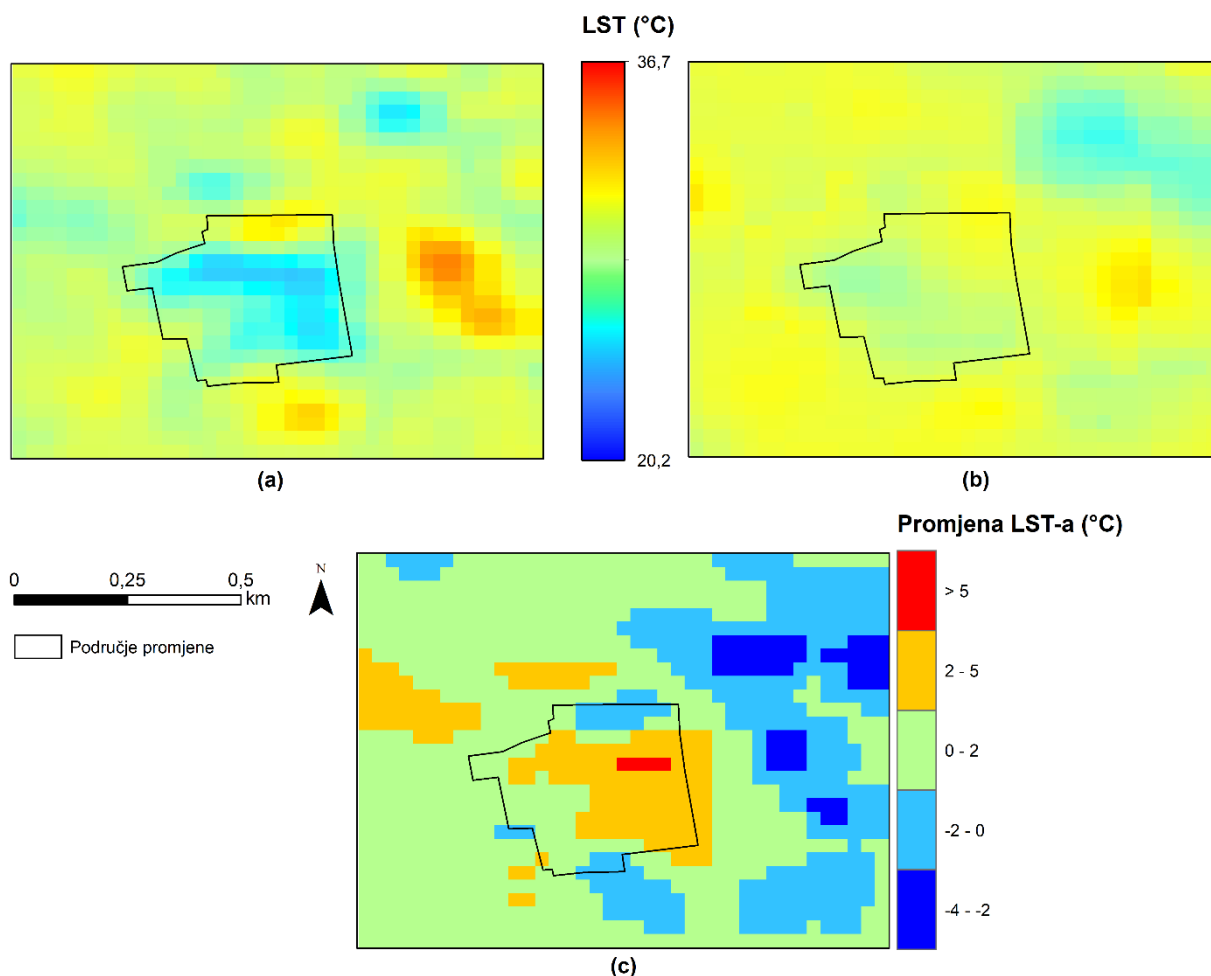 LST (°C)
36,7
20,2
(a)
(b)
Promjena LST-a (°C)
> 5
2 - 5
0 - 2
-2 - 0
-4 - -2
0 0,25 0,5
km
N
Područje promjene
(c)